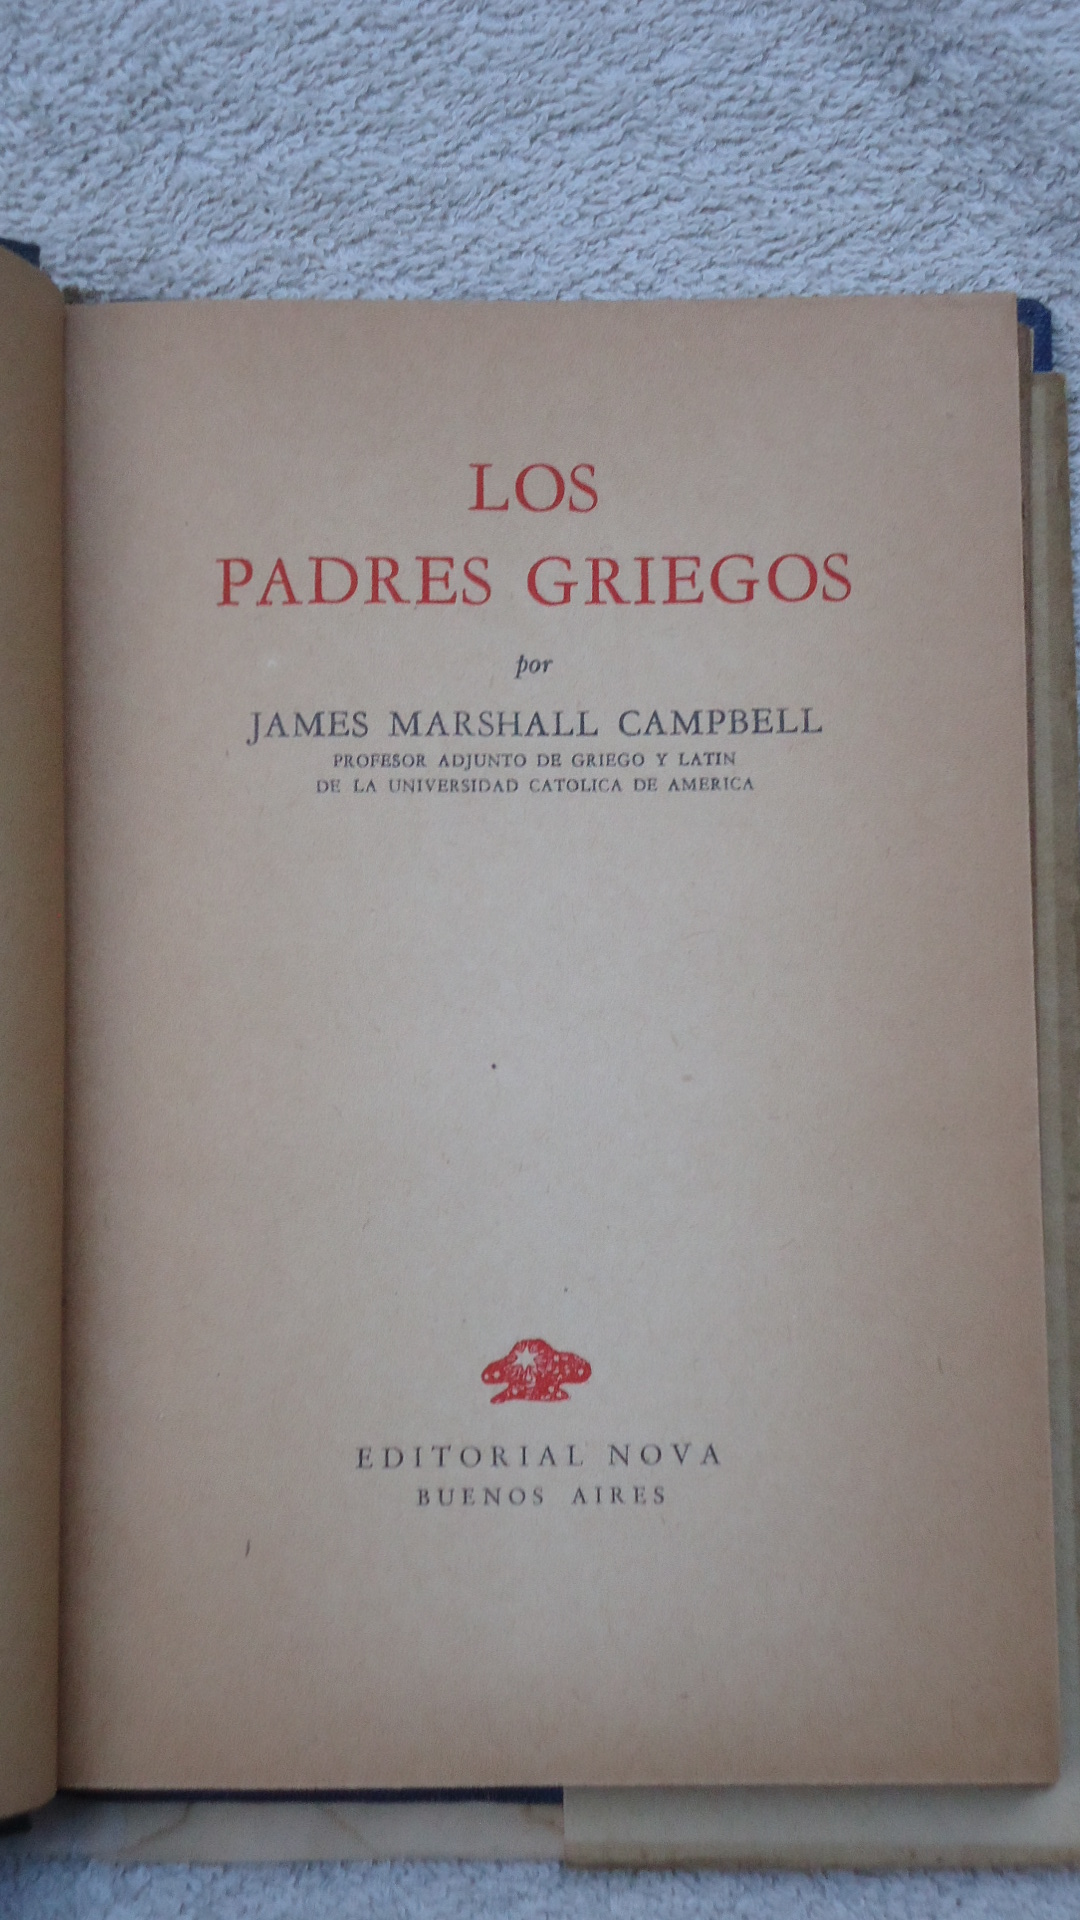 LOS
PADRES GRIEGOS
por
JAMES MARSHALL CAMPBELL
PROFESOR ADJUNTO DE GRIEGO Y LATIN
DE LA UNIVERSIDAD CATOLICA DE AMERICA
EDITORIAL NOVA
BUENOS AIRES